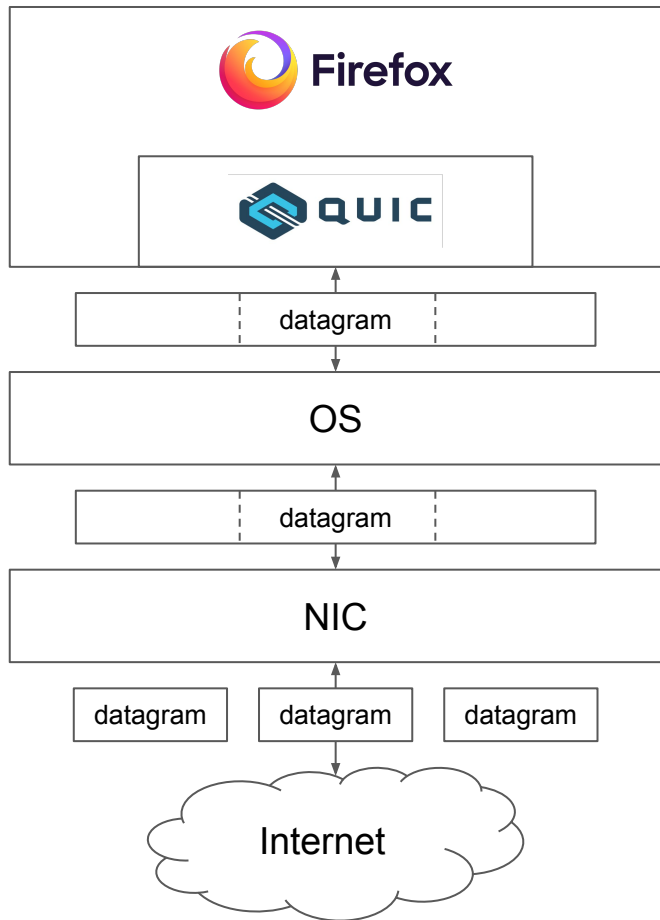 Firefox
QUIC
datagram
OS
datagram
NIC
datagram datagram datagram
Internet